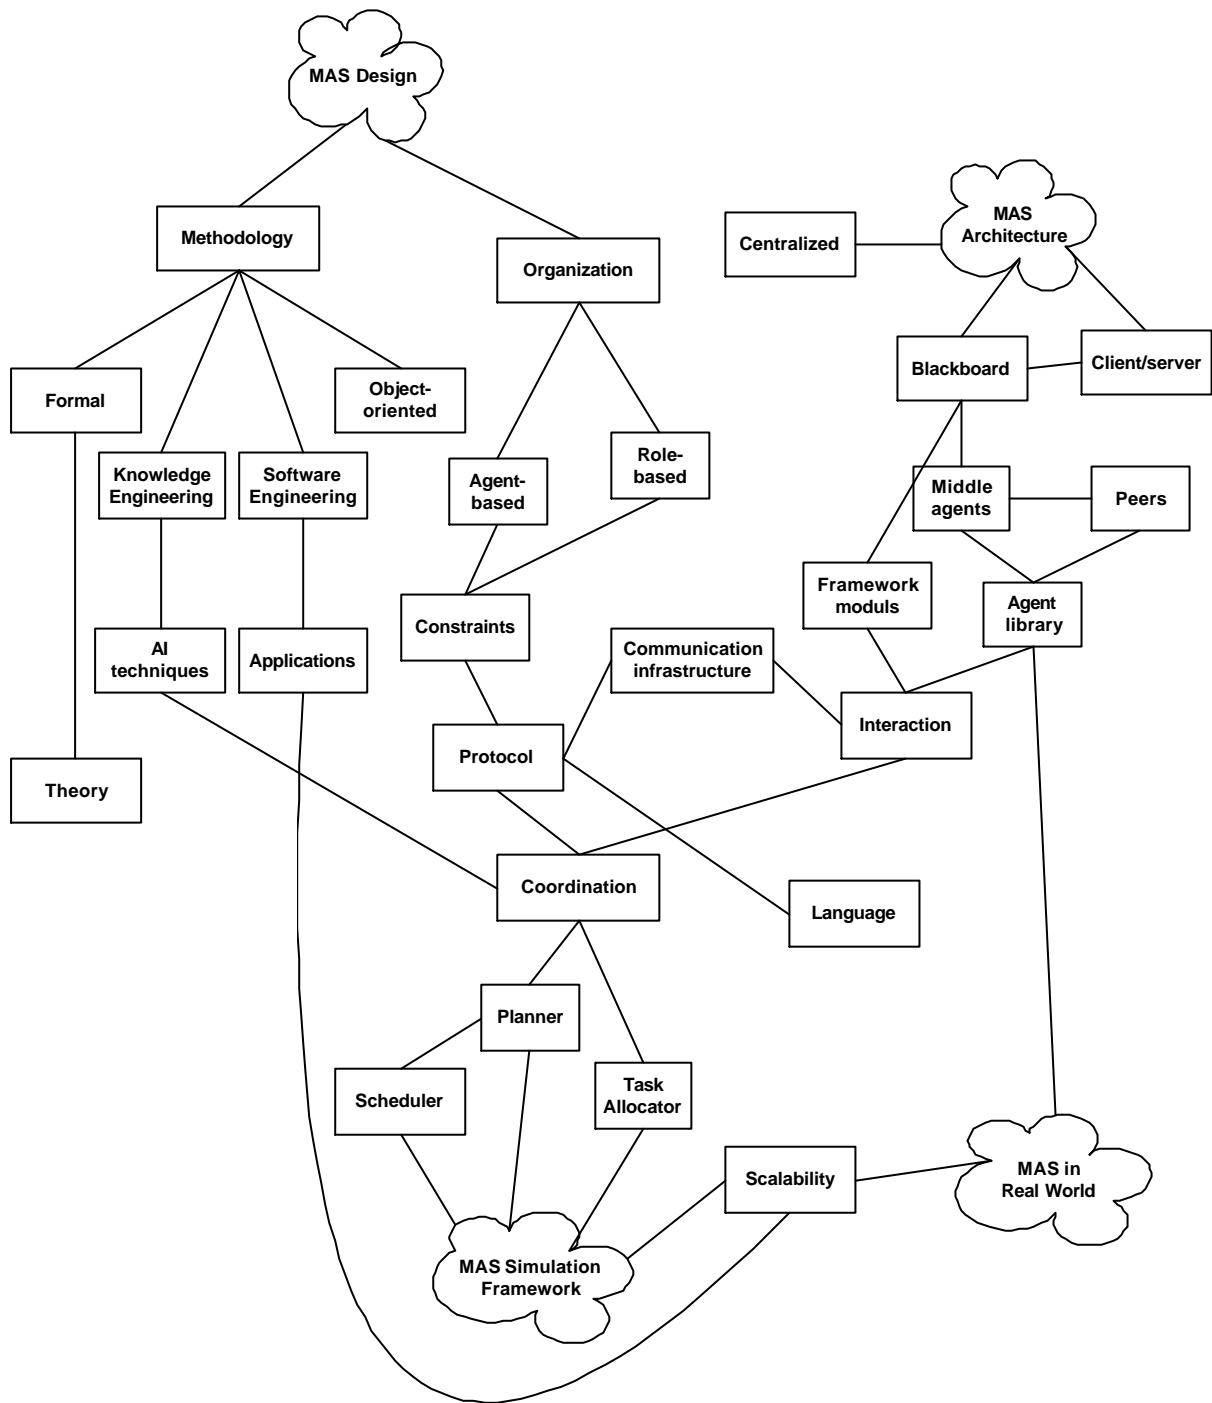 MAS Design
MAS
Architecture
Methodology
Centralized
Organization
Blackboard
Client/server
Formal
Object-
oriented
Knowledge
Engineering
Software
Engineering
Agent-
based
Role-
based
Middle
agents
Peers
Framework
moduls
Agent
library
Constraints
AI
techniques
Applications
Communication
infrastructure
Interaction
Protocol
Theory
Coordination
Language
Planner
Scheduler
Task
Allocator
Scalability
MAS in
Real World
MAS Simulation
Framework